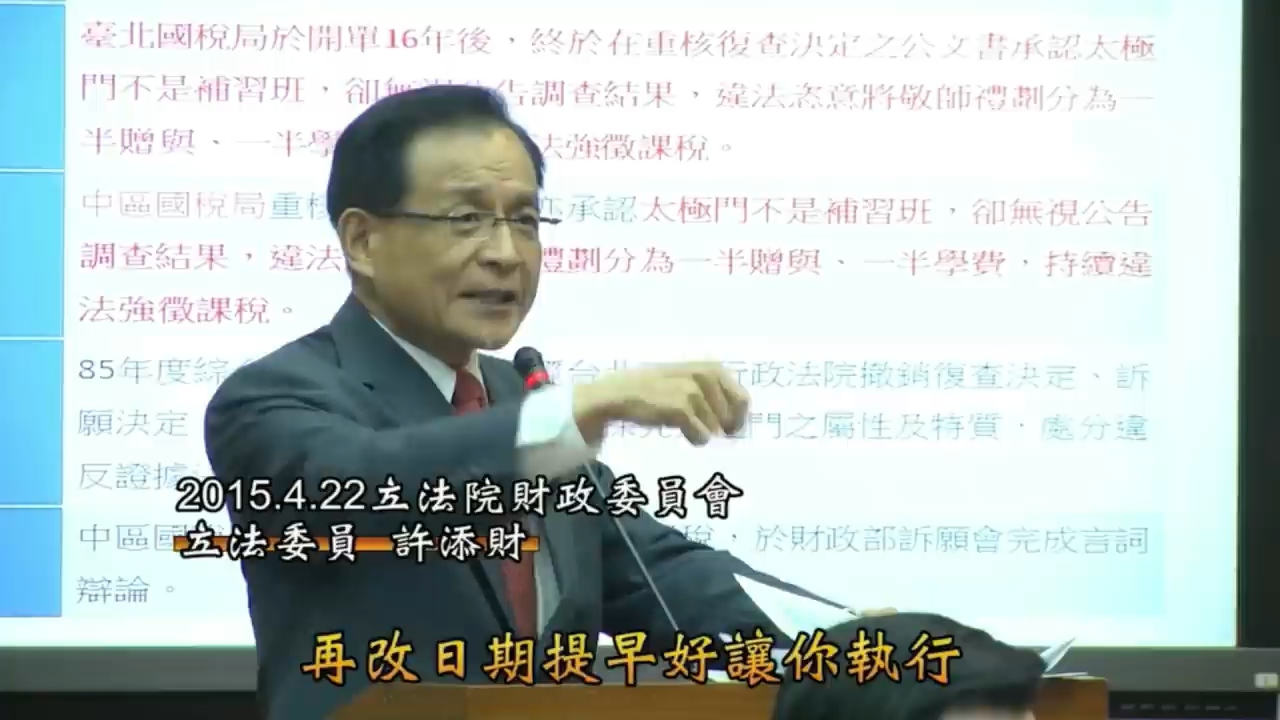 臺北國稅局於開單16年後，終於在重核復查決定之公文書承認太極
門不是補習班，卻無 告調查結果，違法恣意將敬師禮劃分為一
半贈與、一半學 法強徵課稅。
中區國稅局重核 亦承認太極門不是補習班，卻無視公告
調查結果，違法 禮劃分為一半贈與、一半學費，持續違
法強徵課稅。
85年度綜 台北 行政法院撤銷復查決定、訴
願決定 門之屬性及特質，處分違
反證據
中區國 稅，於財政部訴願會完成言詞
辯論。
2015.4.22立法院財政委員會
立法委員 許添財
再改日期提早好讓你執行